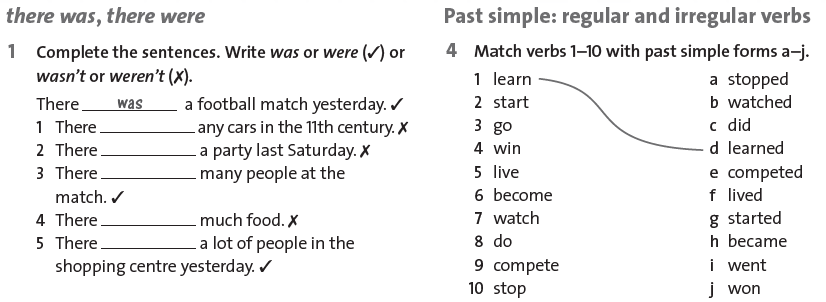 there was, there were
1 Complete the sentences. Write was or were (✓) or
wasn't or weren't (✗).
There was a football match yesterday. ✓
1 There __________ any cars in the 11th century. ✗
2 There __________ a party last Saturday. ✗
3 There __________ many people at the
match. ✓
4 There __________ much food. ✗
5 There __________ a lot of people in the
shopping centre yesterday. ✓
Past simple: regular and irregular verbs
4 Match verbs 1–10 with past simple forms a–j.
1 learn a stopped
2 start b watched
3 go c did
4 win d learned
5 live e competed
6 become f lived
7 watch g started
8 do h became
9 compete i went
10 stop j won